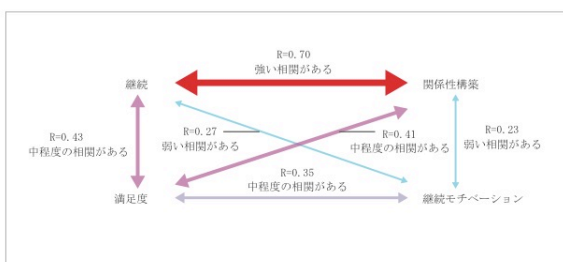 R=0.70
強い相関がある
継続
関係性構築
R=0.43
中程度の相関がある
R=0.27
弱い相関がある
R=0.41
中程度の相関がある
R=0.23
弱い相関がある
R=0.35
中程度の相関がある
満足度
継続モチベーション